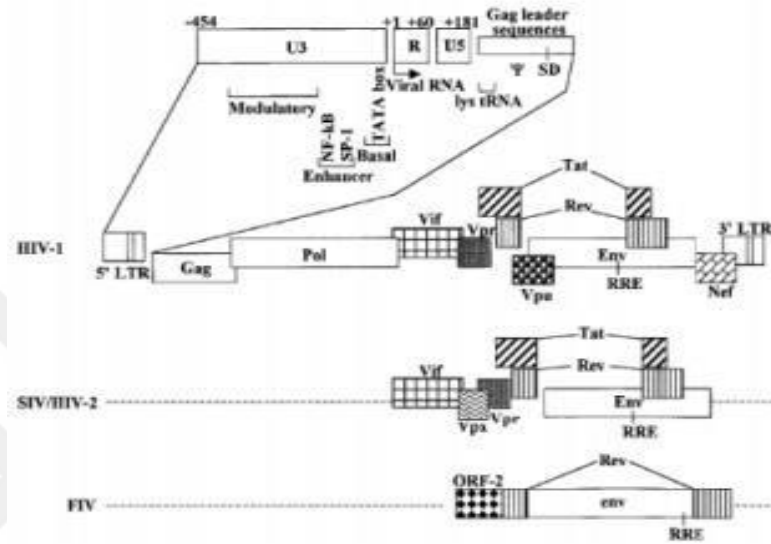 -454 +1 +60 +181 Gag leader sequences
U3 R U5
Ψ SD
Viral RNA
lys tRNA
Modulatory
NF-kB
SP-1
TATA box
Basal
Enhancer
Tat
Rev
HIV-1
5' LTR
Gag
Pol
Vif
Vpr
Vpu
Env
RRE
Nef
3' LTR
Tat
Rev
SIV/HIV-2
Vif
Vpx
Vpr
Env
RRE
Rev
ORF-2
FIV
env
RRE